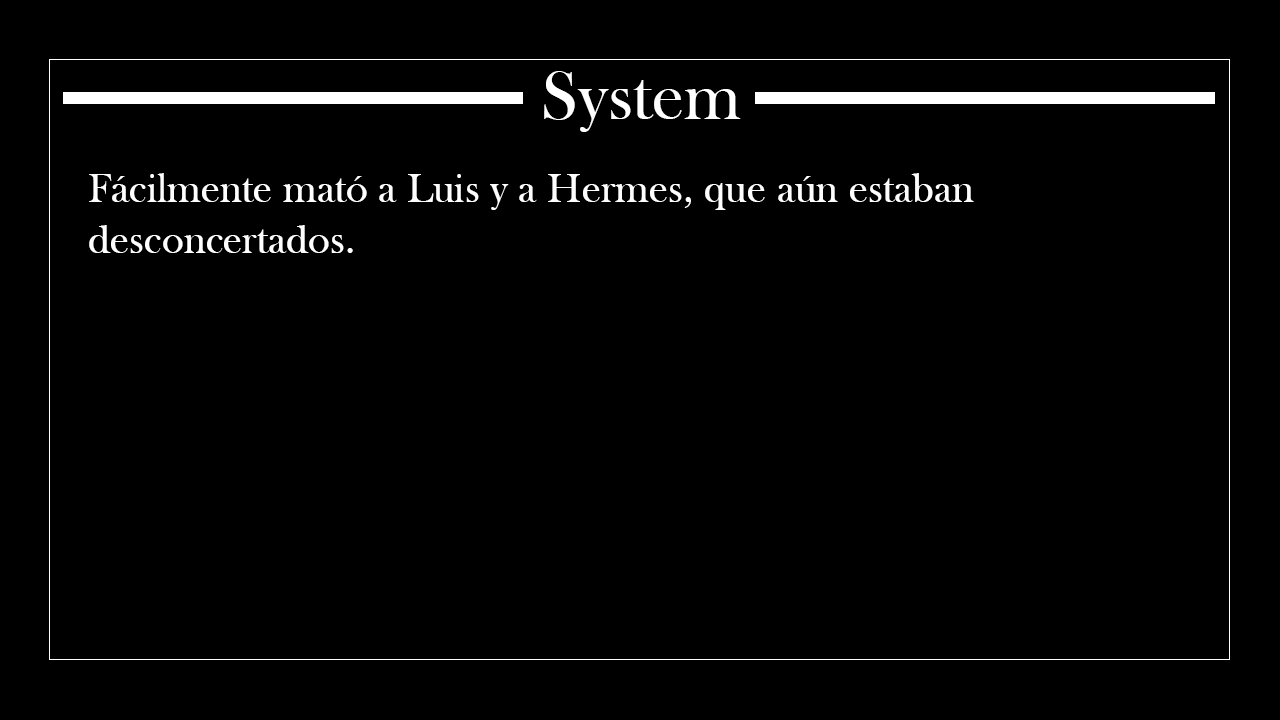 System
Fácilmente mató a Luis y a Hermes, que aún estaban
desconcertados.